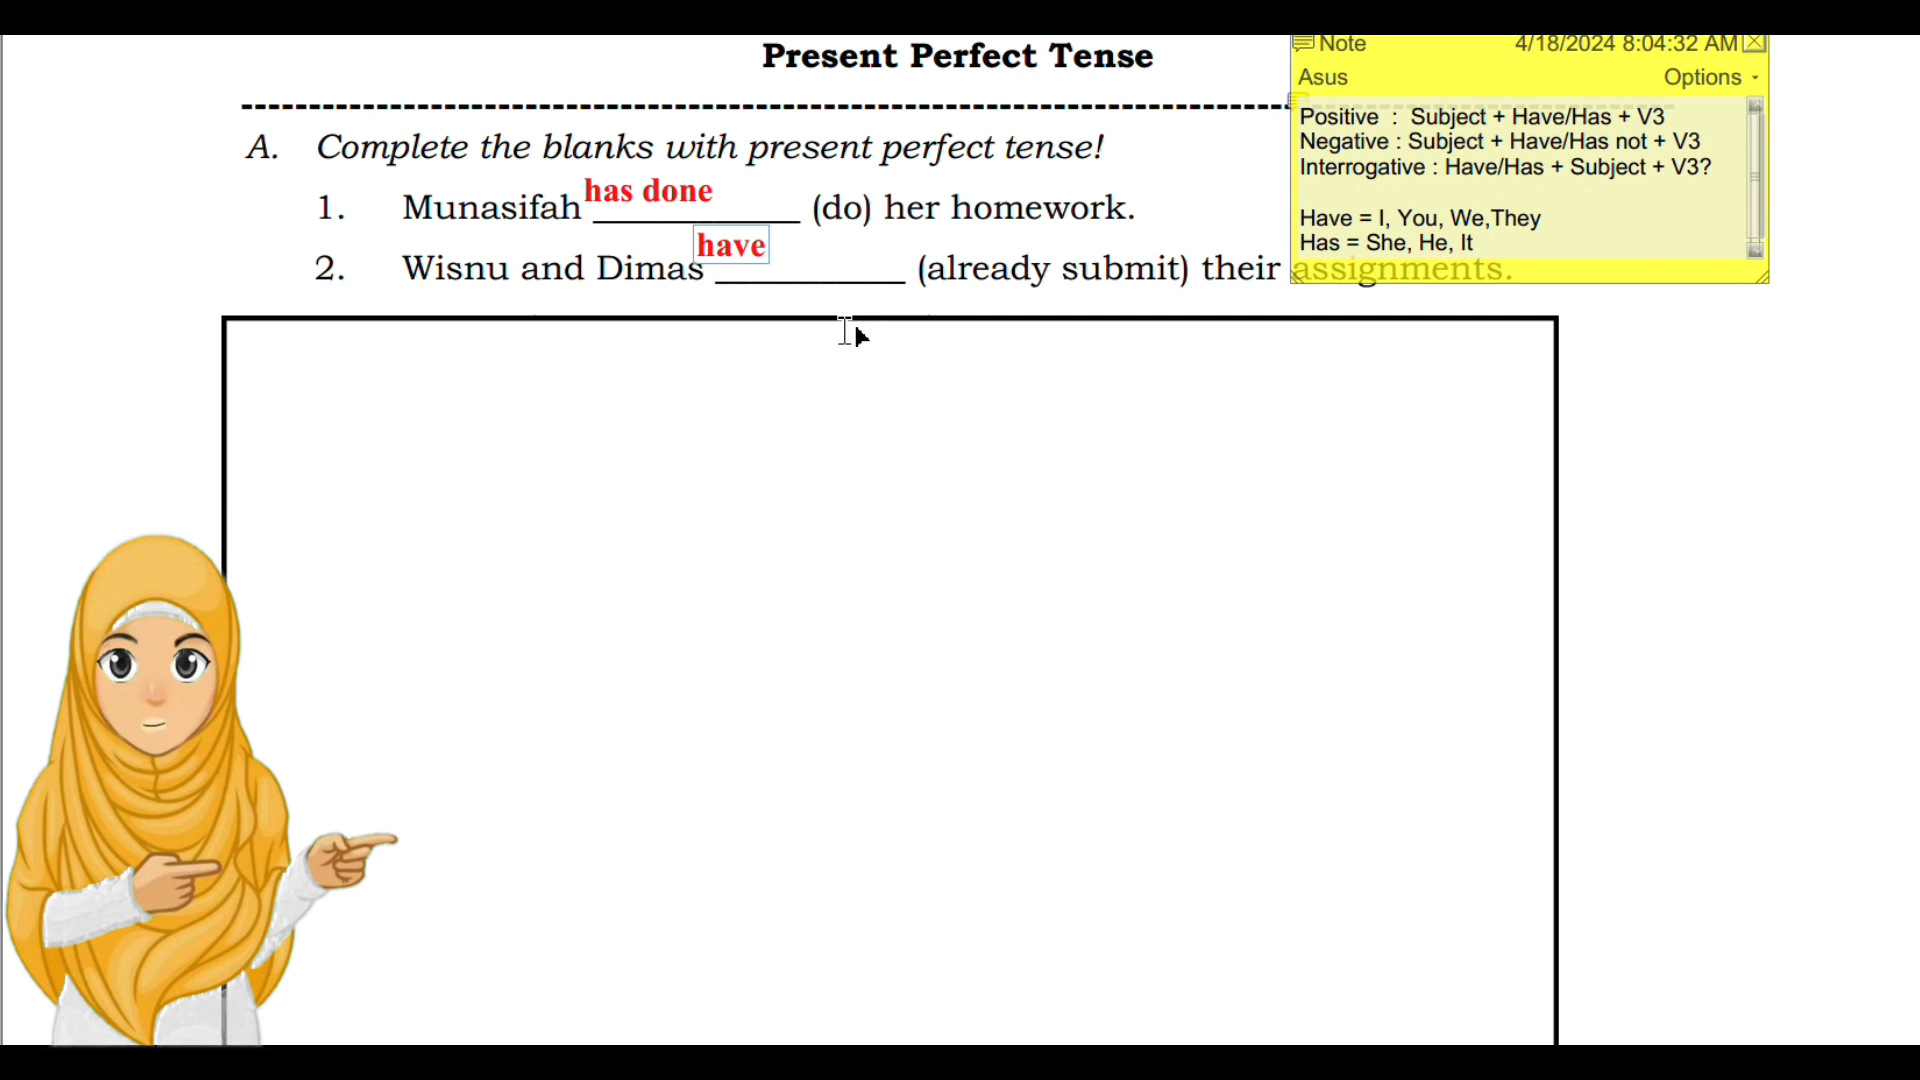 Present Perfect Tense
Note 4/18/2024 8:04:32 AM
Asus Options
Positive : Subject + Have/Has + V3
Negative : Subject + Have/Has not + V3
Interrogative : Have/Has + Subject + V3?
Have = I, You, We,They
Has = She, He, It
A. Complete the blanks with present perfect tense!
has done
1. Munasifah ____________ (do) her homework.
have
2. Wisnu and Dimas ___________ (already submit) their assignments.